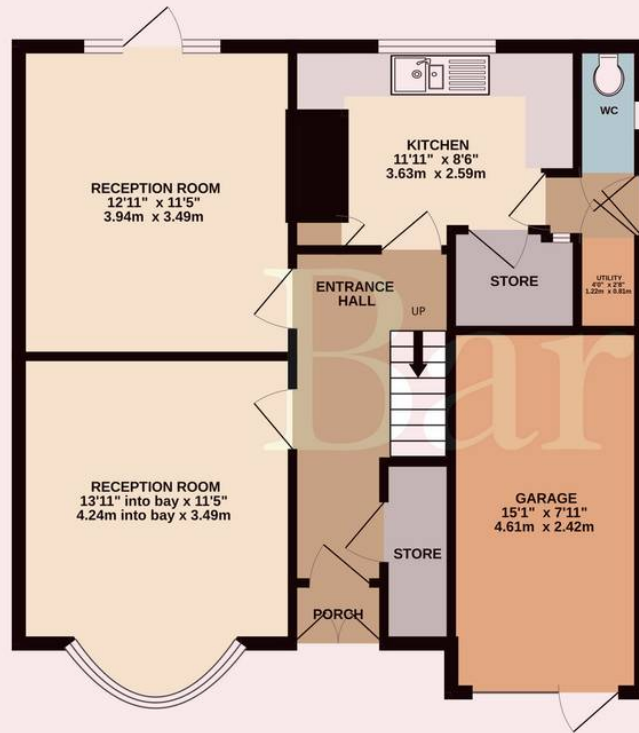 WC
KITCHEN
11'11" x 8'6"
3.63m x 2.59m
RECEPTION ROOM
12'11" x 11'5"
3.94m x 3.49m
ENTRANCE
HALL
UP
STORE
UTILITY
4'0" x 2'8"
1.22m x 0.81m
Bar
RECEPTION ROOM
13'11" into bay x 11'5"
4.24m into bay x 3.49m
GARAGE
15'1" x 7'11"
4.61m x 2.42m
STORE
PORCH